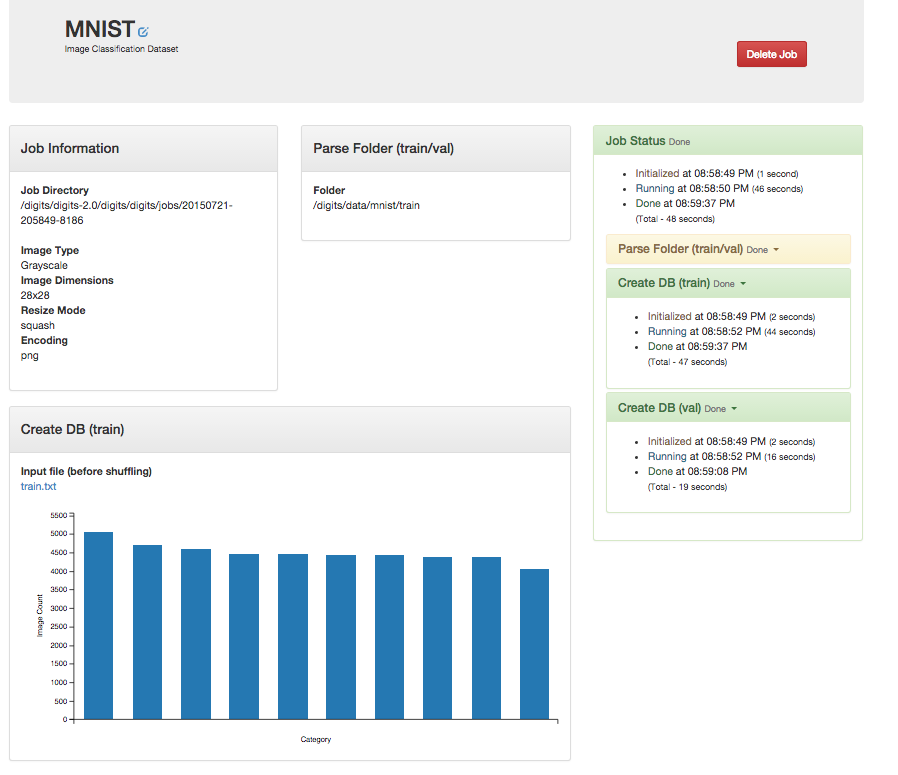 MNIST
Image Classification Dataset
Delete Job
Job Information
Job Directory
/digits/digits-2.0/digits/digits/jobs/20150721-
205849-8186
Image Type
Grayscale
Image Dimensions
28x28
Resize Mode
squash
Encoding
png
Parse Folder (train/val)
Folder
/digits/data/mnist/train
Job Status Done
Initialized at 08:58:49 PM (1 second)
Running at 08:58:50 PM (46 seconds)
Done at 08:59:37 PM
(Total - 48 seconds)
Parse Folder (train/val) Done
Create DB (train) Done
Initialized at 08:58:49 PM (2 seconds)
Running at 08:58:52 PM (44 seconds)
Done at 08:59:37 PM
(Total - 47 seconds)
Create DB (val) Done
Initialized at 08:58:49 PM (2 seconds)
Running at 08:58:52 PM (16 seconds)
Done at 08:59:08 PM
(Total - 19 seconds)
Create DB (train)
Input file (before shuffling)
train.txt
5500
5000
4500
4000
3500
3000
2500
2000
1500
1000
500
0
Image Count
Category